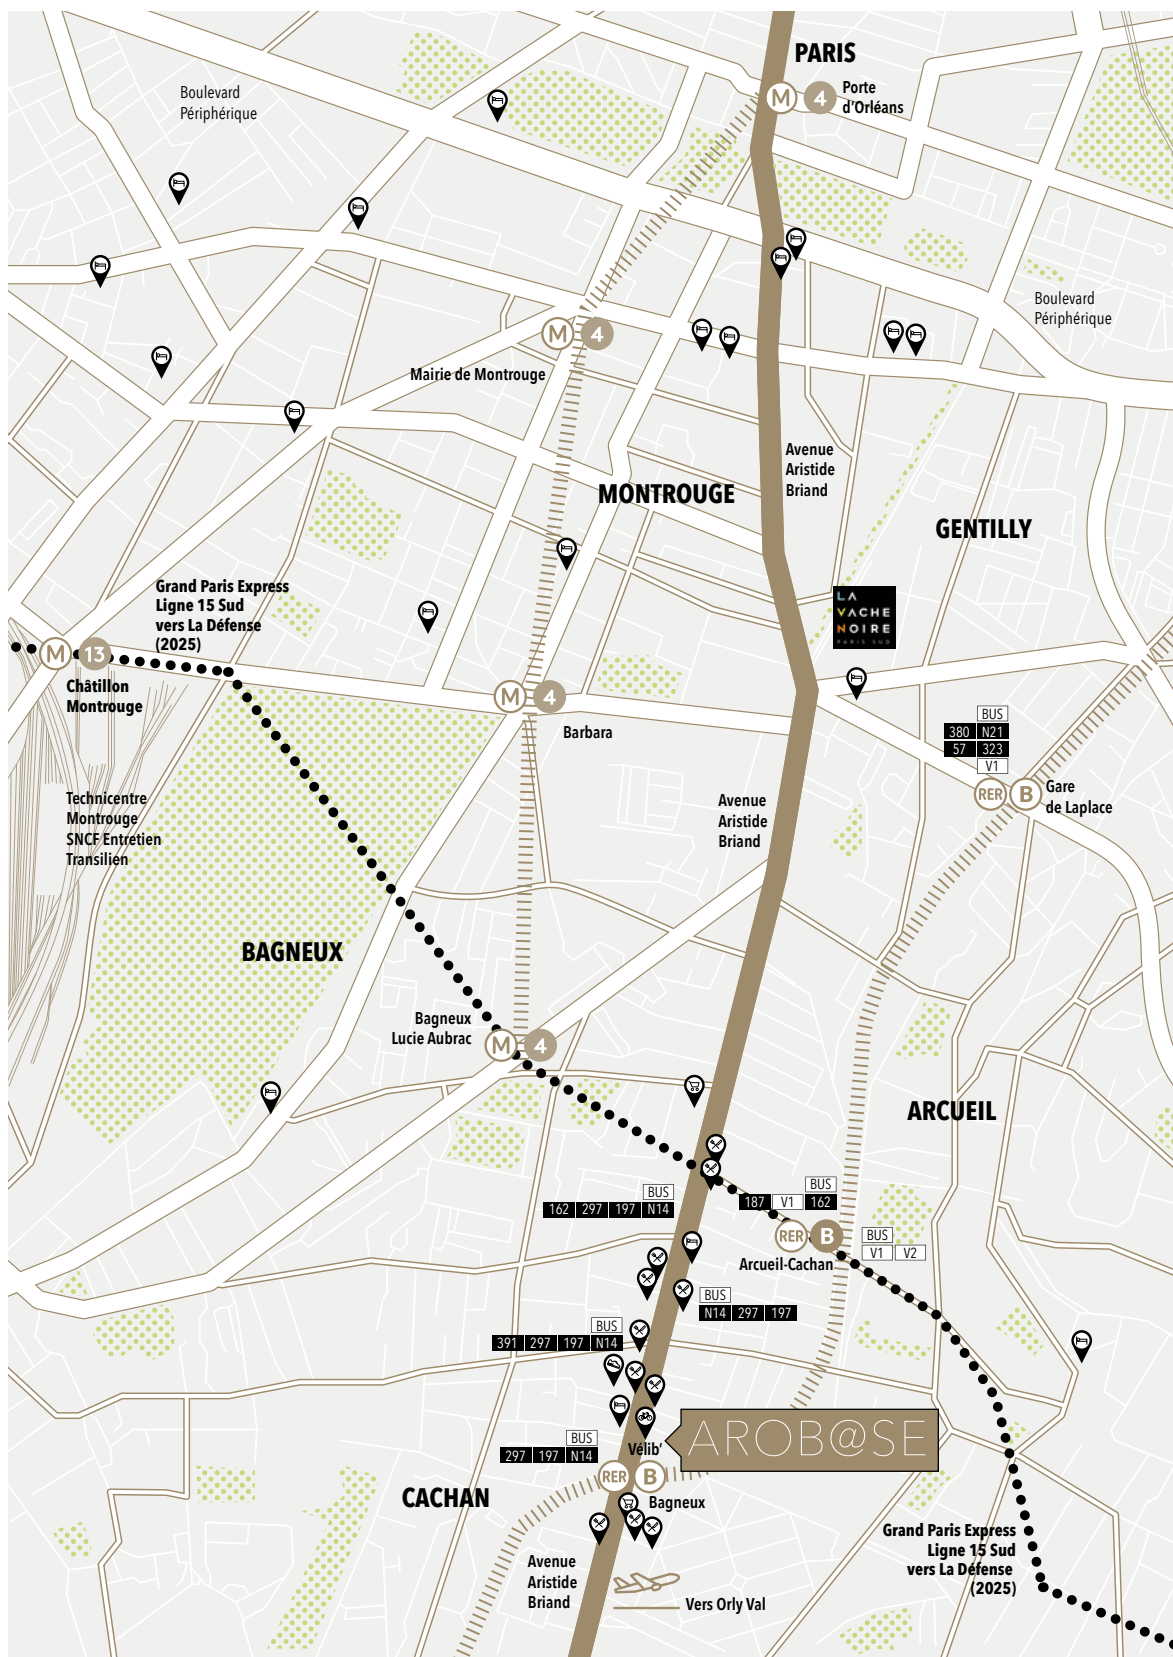 PARIS
Boulevard
Périphérique
M
4
Porte
d'Orléans
Boulevard
Périphérique
M
4
Mairie de Montrouge
Avenue
Aristide
Briand
MONTROUGE
GENTILLY
Grand Paris Express
Ligne 15 Sud
vers La Défense
(2025)
LA
VACHE
NOIRE
PARIS SUD
M
13
Châtillon
Montrouge
M
4
Barbara
BUS
380 N21
57 323
V1
RER
B
Gare
de Laplace
Technicentre
Montrouge
SNCF Entretien
Transilien
Avenue
Aristide
Briand
BAGNEUX
Bagneux
Lucie Aubrac
M
4
ARCUEIL
BUS
162 297 197 N14
BUS
187 V1 162
RER
B
Arcueil-Cachan
BUS
V1 V2
BUS
N14 297 197
BUS
391 297 197 N14
AROB@SE
Vélib'
BUS
297 197 N14
RER
B
Bagneux
CACHAN
Grand Paris Express
Ligne 15 Sud
vers La Défense
(2025)
Avenue
Aristide
Briand
Vers Orly Val